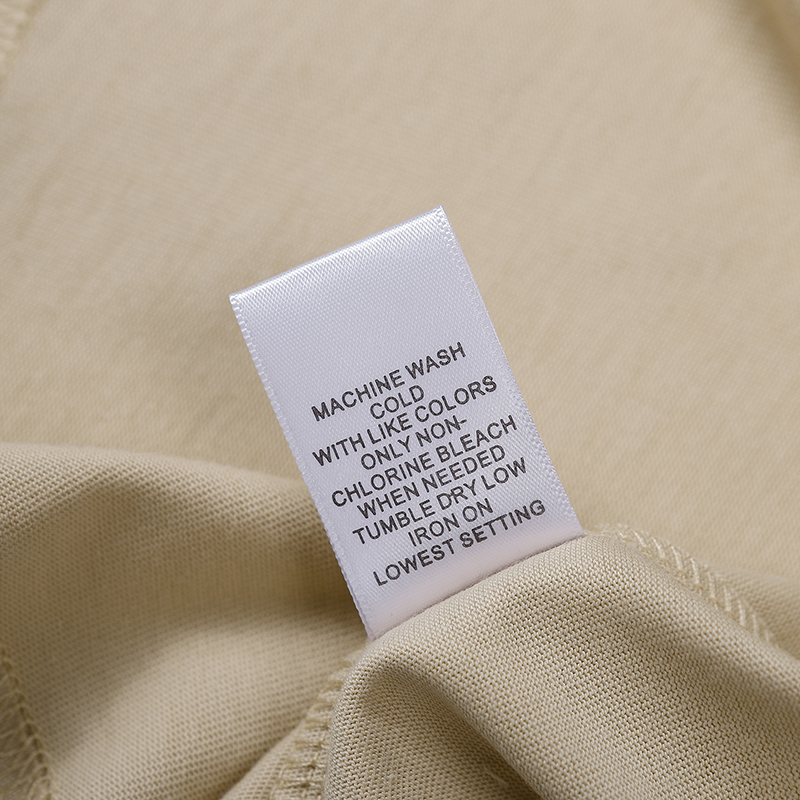 MACHINE WASH
COLD
WITH LIKE COLORS
ONLY NON-
CHLORINE BLEACH
WHEN NEEDED
TUMBLE DRY LOW
IRON ON
LOWEST SETTING